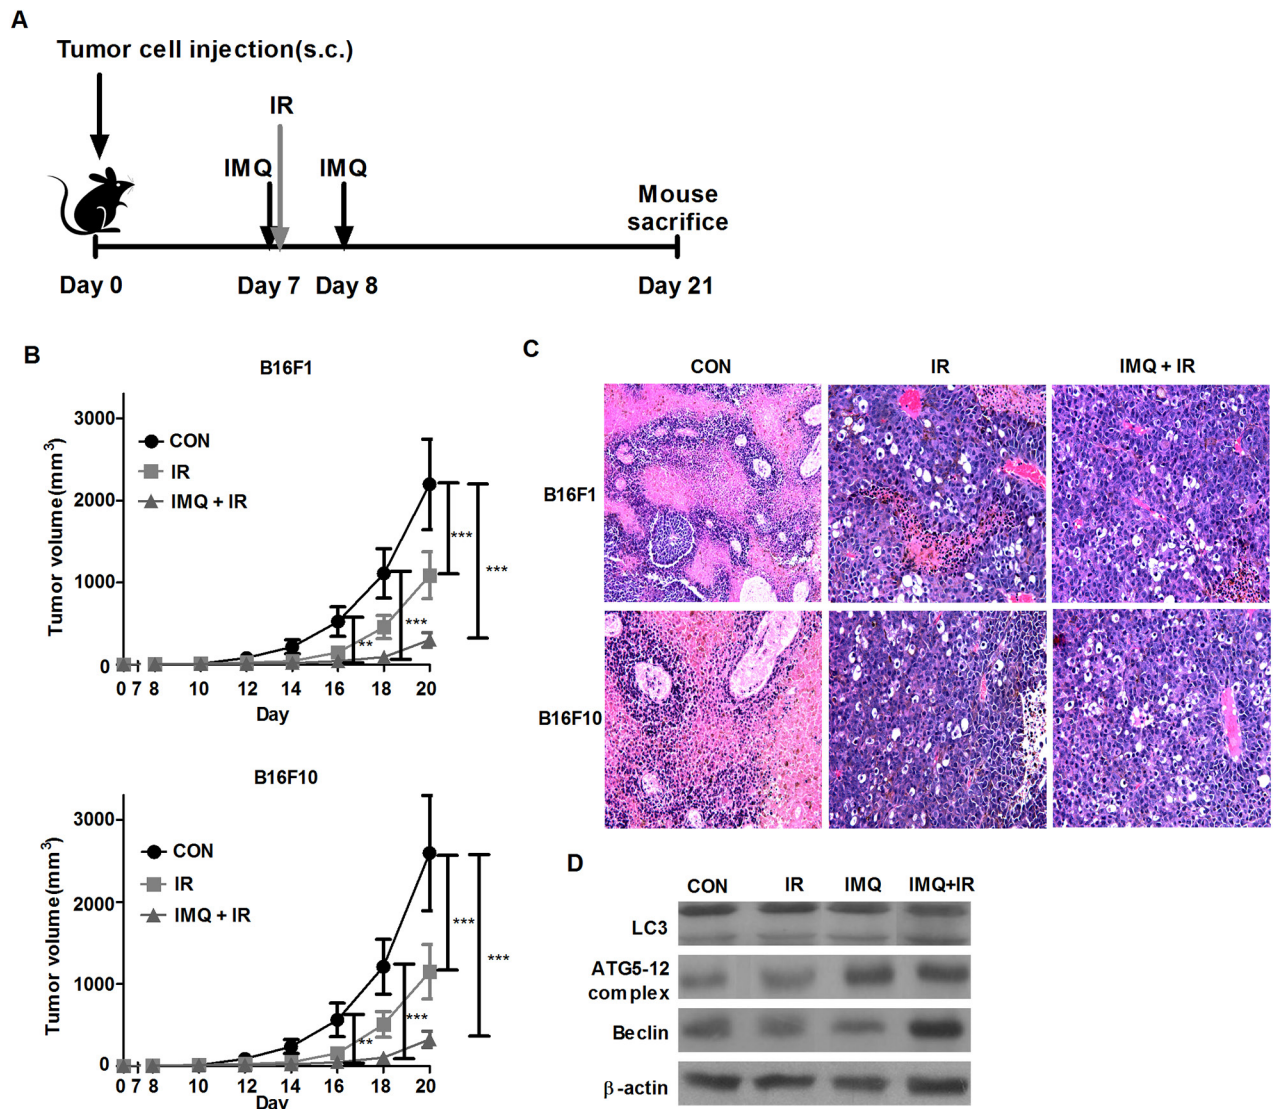 A
Tumor cell injection(s.c.)
IR
IMQ
IMQ
Mouse
sacrifice
Day 0
Day 7
Day 8
Day 21
B
B16F1
Tumor volume(mm³)
3000
2000
1000
0
CON
IR
IMQ + IR
***
***
***
**
0 7 8 10 12 14 16 18 20
Day
B16F10
Tumor volume(mm³)
3000
2000
1000
0
CON
IR
IMQ + IR
***
***
***
**
0 7 8 10 12 14 16 18 20
Day
C
CON
IR
IMQ + IR
B16F1
B16F10
D
CON
IR
IMQ
IMQ+IR
LC3
ATG5-12
complex
Beclin
β-actin